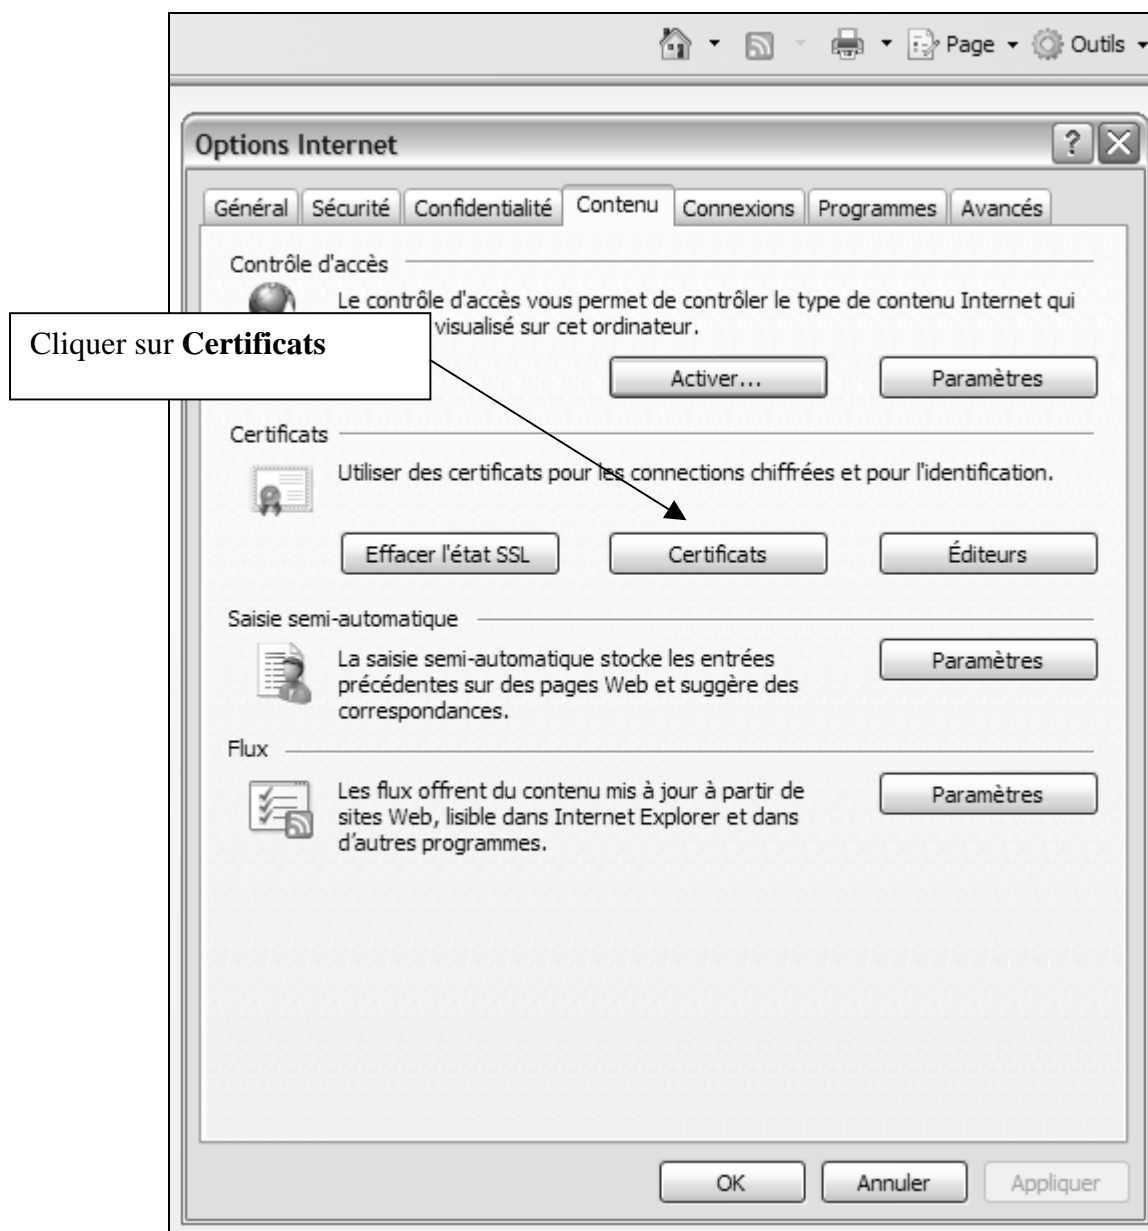 Page Outils
Options Internet
Général Sécurité Confidentialité Contenu Connexions Programmes Avancés
Contrôle d'accès
Le contrôle d'accès vous permet de contrôler le type de contenu Internet qui
visualisé sur cet ordinateur.
Cliquer sur Certificats
Activer... Paramètres
Certificats
Utiliser des certificats pour les connections chiffrées et pour l'identification.
Effacer l'état SSL Certificats Éditeurs
Saisie semi-automatique
La saisie semi-automatique stocke les entrées
précédentes sur des pages Web et suggère des
correspondances.
Paramètres
Flux
Les flux offrent du contenu mis à jour à partir de
sites Web, lisible dans Internet Explorer et dans
d’autres programmes.
Paramètres
OK Annuler Appliquer